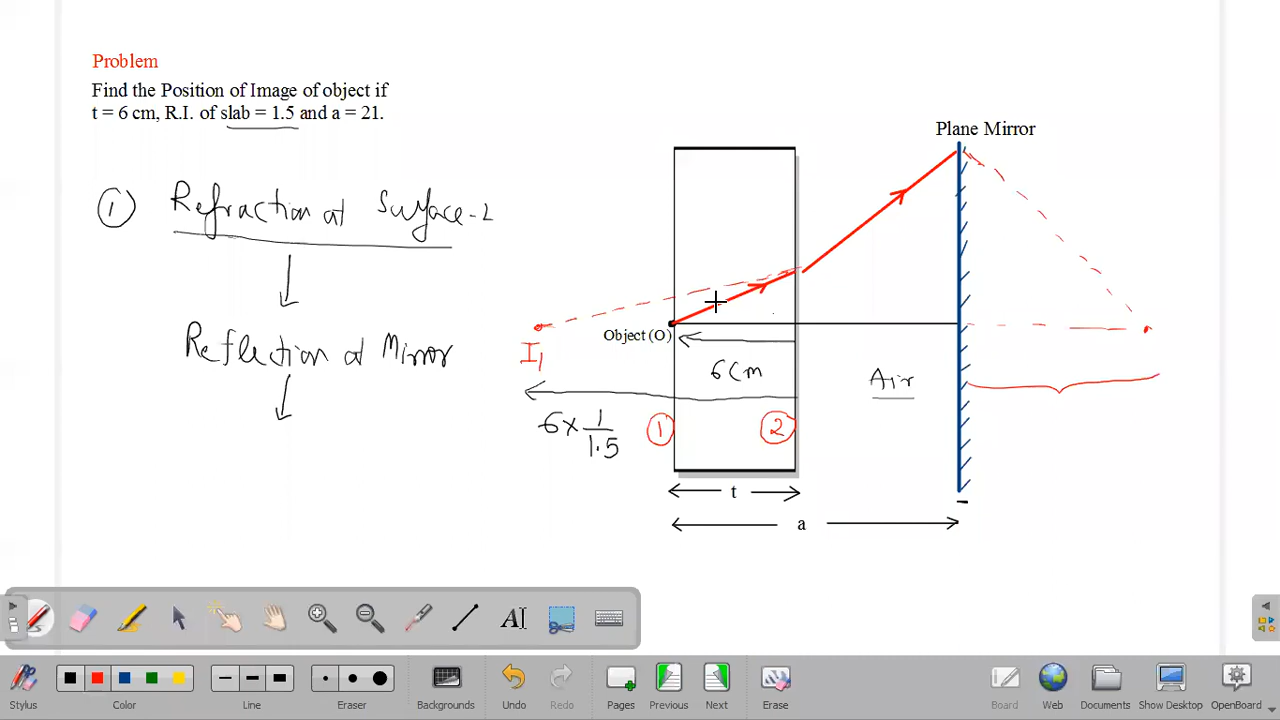 Problem
Find the Position of Image of object if
t = 6 cm, R.I. of slab = 1.5 and a = 21.
Plane Mirror
① Refraction at Surface-2
Reflection at Mirror
Object (O)
I1
6 cm
Air
6 × 1/1.5
①
②
t
a
Stylus
Color
Line
Eraser
Backgrounds
Undo
Redo
Pages
Previous
Next
Erase
Board
Web
Documents
Show Desktop
OpenBoard